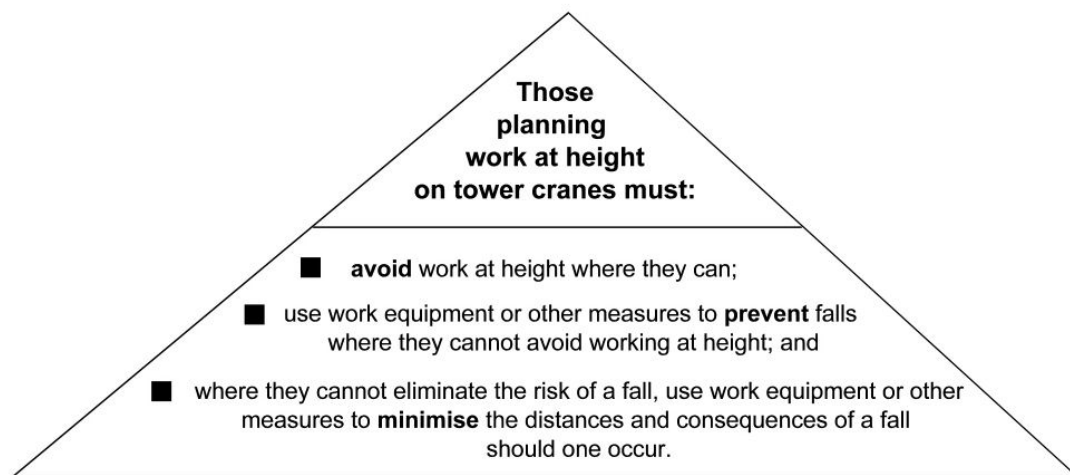 Those
planning
work at height
on tower cranes must:
■ avoid work at height where they can;
■ use work equipment or other measures to prevent falls
where they cannot avoid working at height; and
■ where they cannot eliminate the risk of a fall, use work equipment or other
measures to minimise the distances and consequences of a fall
should one occur.